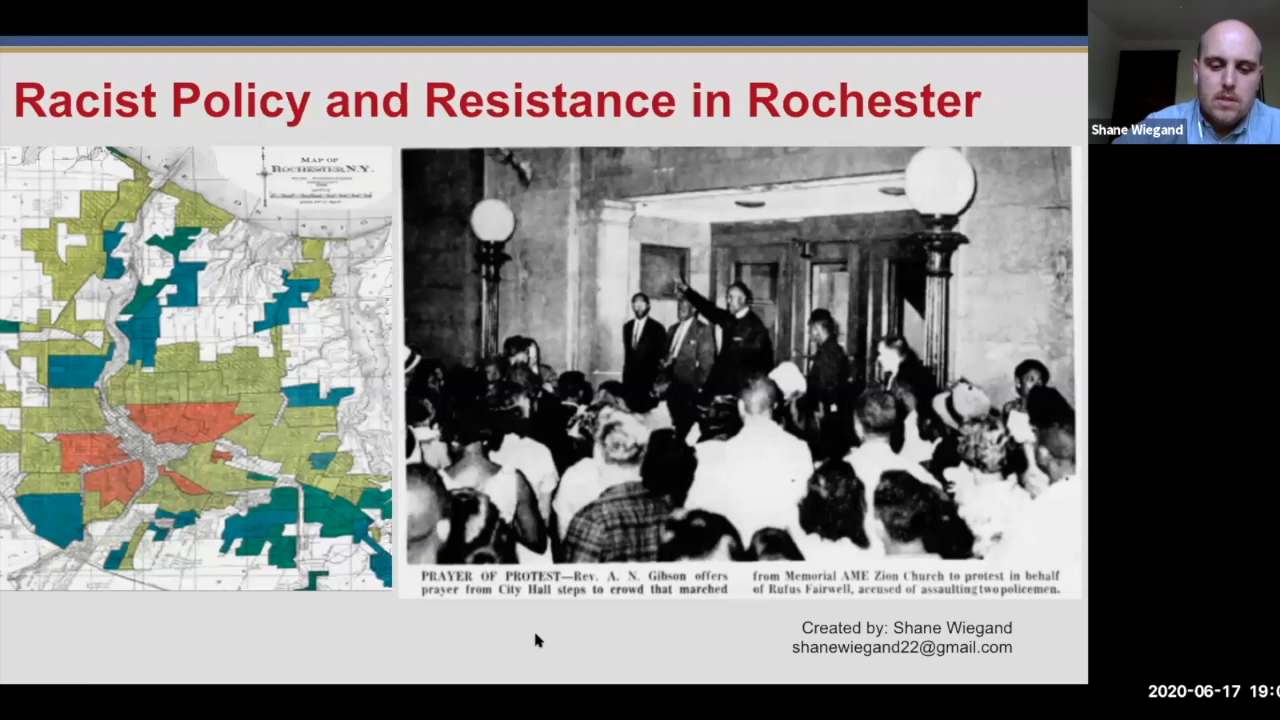 Racist Policy and Resistance in Rochester
Shane Wiegand
MAP OF
ROCHESTER, N.Y.
PRAYER OF PROTEST—Rev. A. N. Gibson offers
prayer from City Hall steps to crowd that marched
from Memorial AME Zion Church to protest in behalf
of Rufus Fairwell, accused of assaulting two policemen.
Created by: Shane Wiegand
shanewiegand22@gmail.com
2020-06-17 19:0